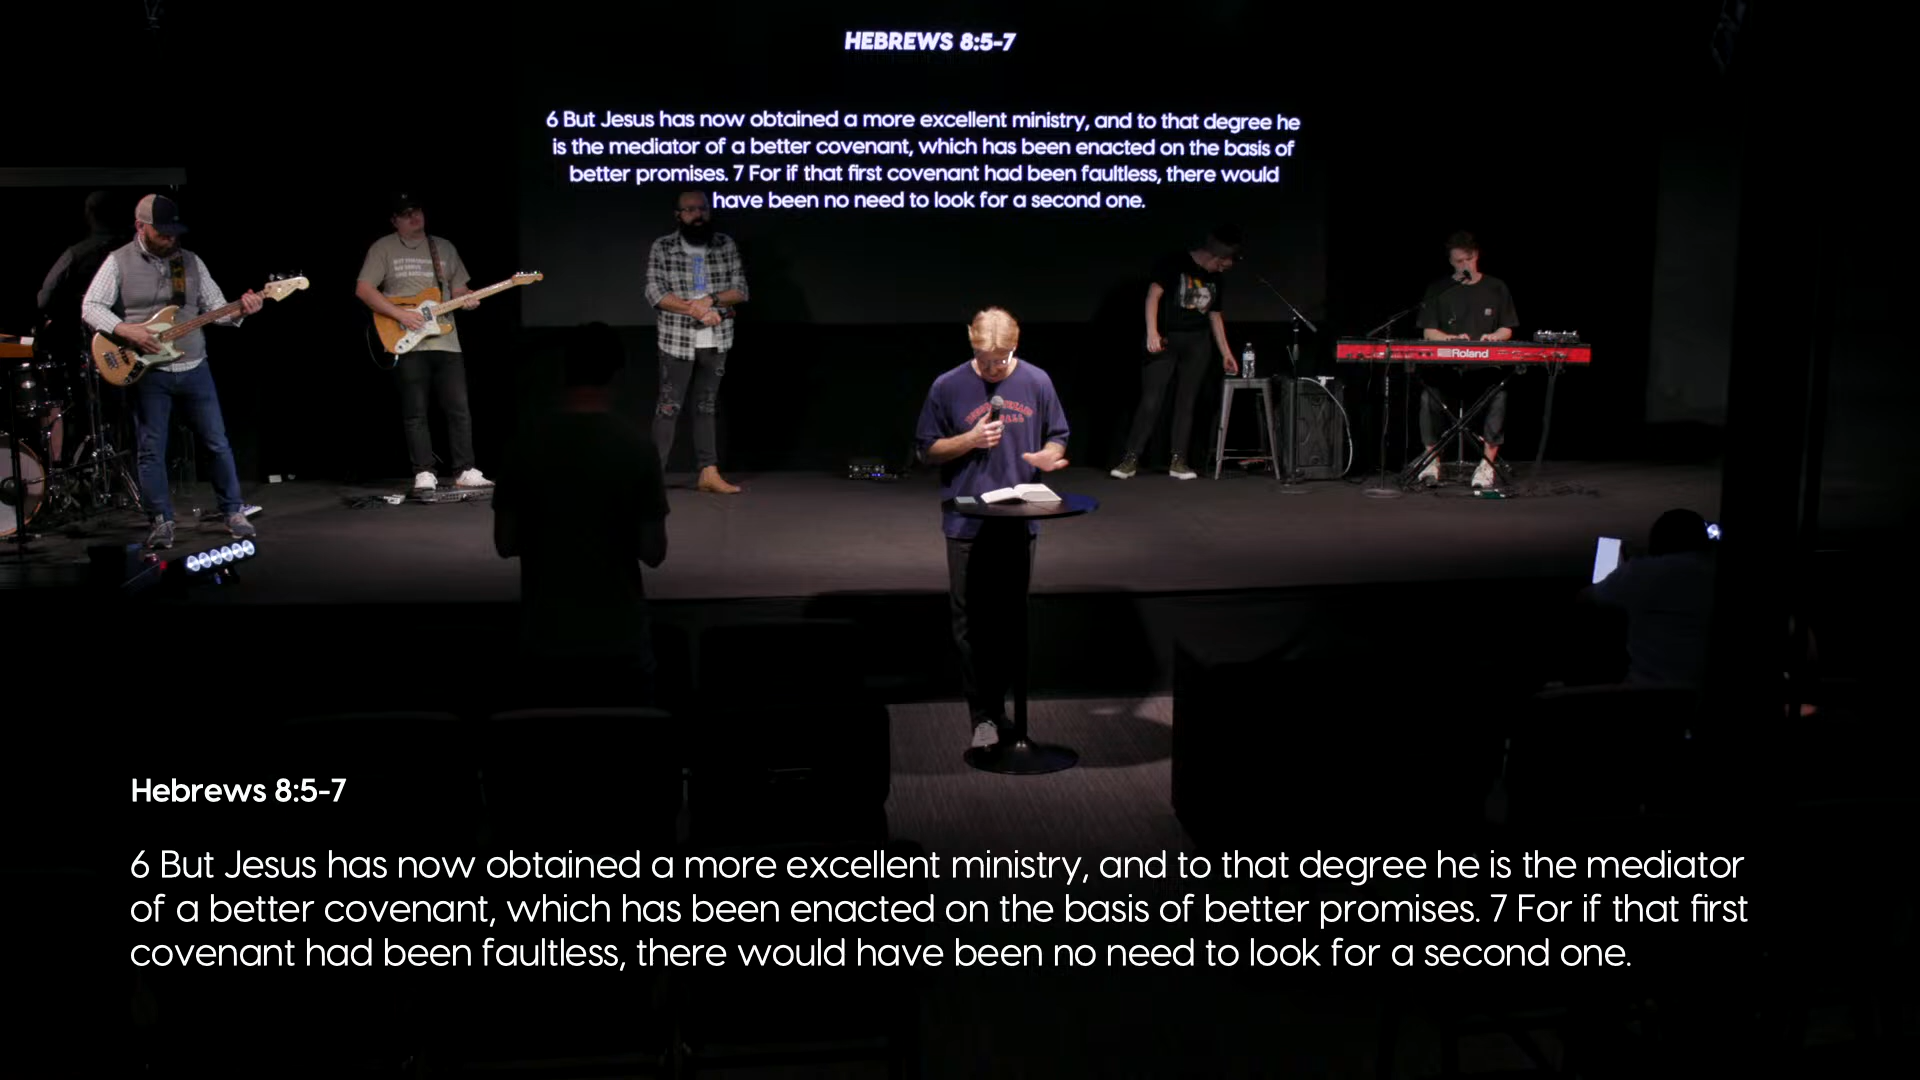 HEBREWS 8:5-7
6 But Jesus has now obtained a more excellent ministry, and to that degree he
is the mediator of a better covenant, which has been enacted on the basis of
better promises. 7 For if that first covenant had been faultless, there would
have been no need to look for a second one.
Roland
Hebrews 8:5-7
6 But Jesus has now obtained a more excellent ministry, and to that degree he is the mediator
of a better covenant, which has been enacted on the basis of better promises. 7 For if that first
covenant had been faultless, there would have been no need to look for a second one.